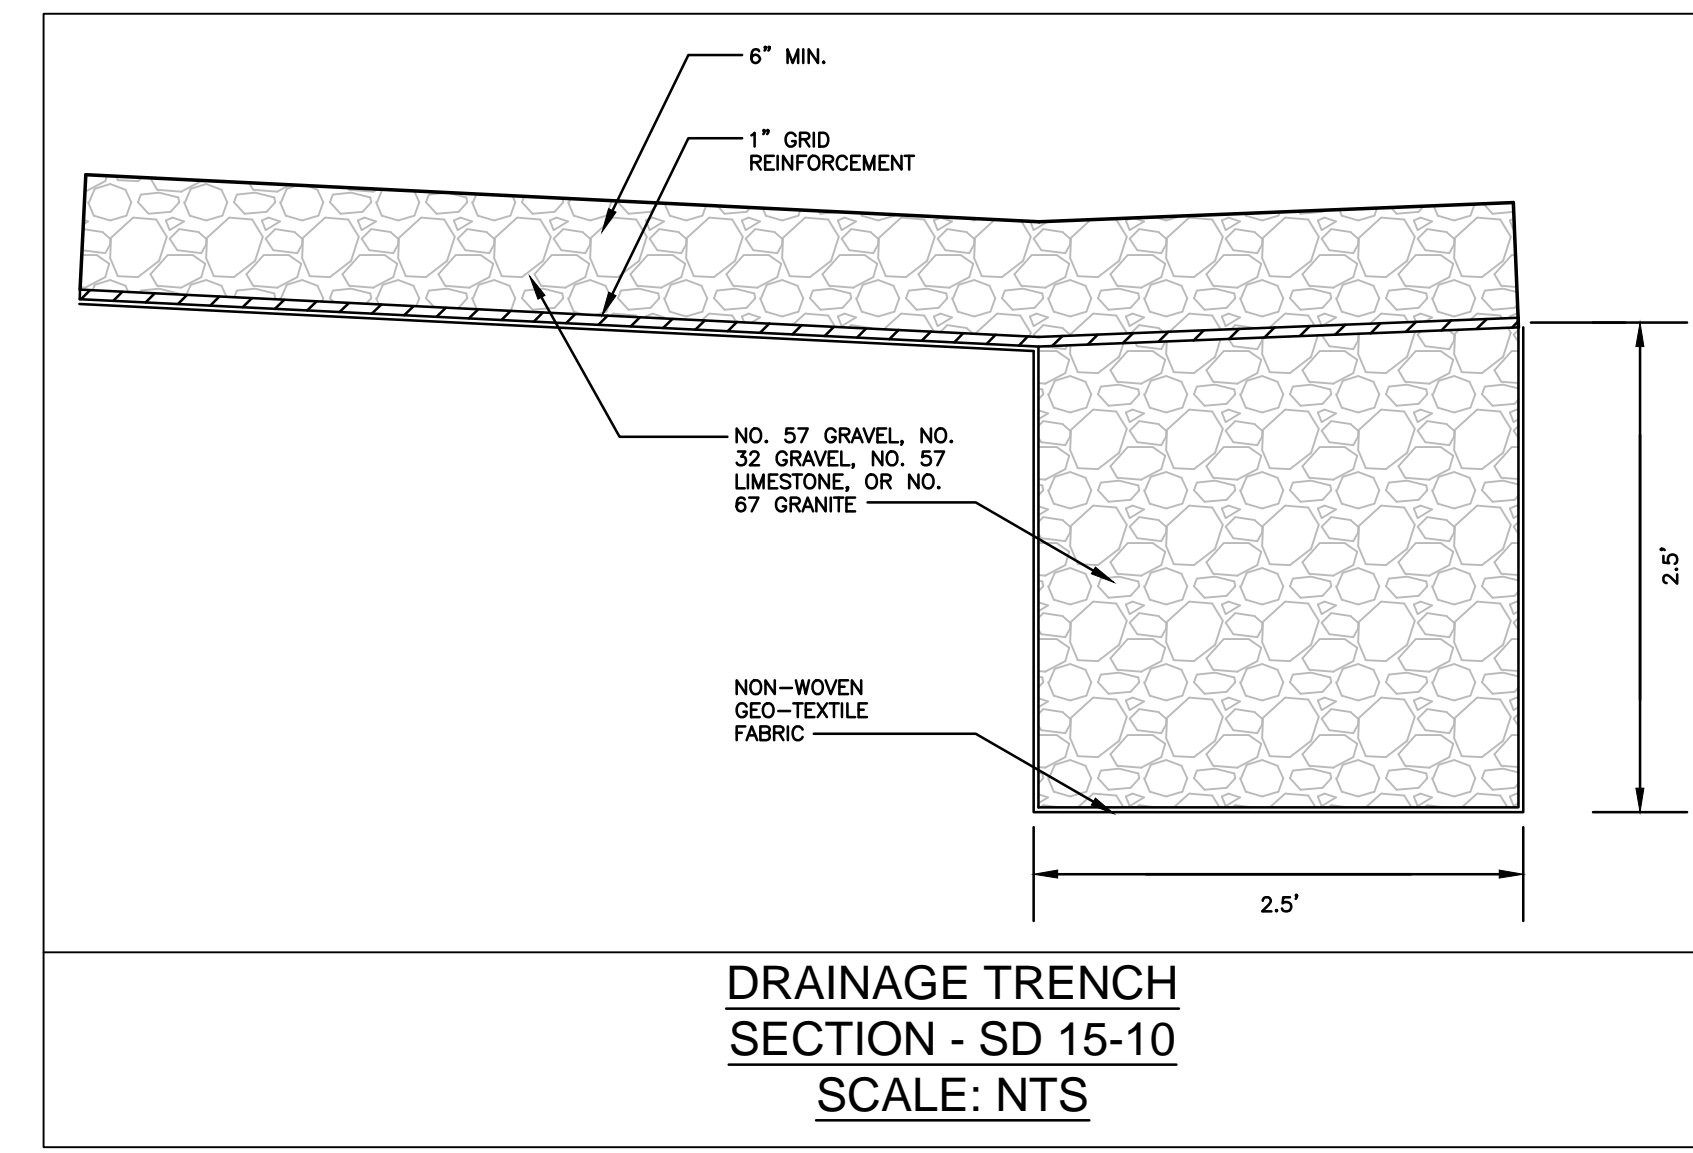 6" MIN.
1" GRID
REINFORCEMENT
NO. 57 GRAVEL, NO.
32 GRAVEL, NO. 57
LIMESTONE, OR NO.
67 GRANITE
2.5'
NON-WOVEN
GEO-TEXTILE
FABRIC
2.5'
DRAINAGE TRENCH
SECTION - SD 15-10
SCALE: NTS